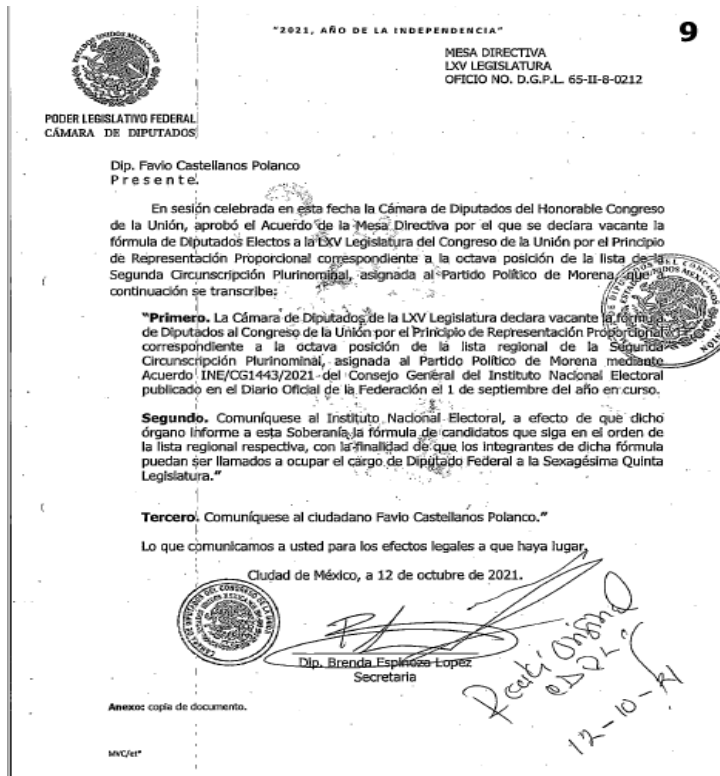 "2021, AÑO DE LA INDEPENDENCIA"
9
MESA DIRECTIVA
LXV LEGISLATURA
OFICIO NO. D.G.P.L. 65-II-8-0212
PODER LEGISLATIVO FEDERAL
CÁMARA DE DIPUTADOS
Dip. Favio Castellanos Polanco
Presente.
En sesión celebrada en esta fecha la Cámara de Diputados del Honorable Congreso
de la Unión, aprobó el Acuerdo de la Mesa Directiva por el que se declara vacante la
fórmula de Diputados Electos a la LXV Legislatura del Congreso de la Unión por el Principio
de Representación Proporcional correspondiente a la octava posición de la lista de la
Segunda Circunscripción Plurinominal, asignada al Partido Político de Morena, que a
continuación se transcribe:
"Primero. La Cámara de Diputados de la LXV Legislatura declara vacante la fórmula
de Diputados al Congreso de la Unión por el Principio de Representación Proporcional
correspondiente a la octava posición de la lista regional de la Segunda
Circunscripción Plurinominal, asignada al Partido Político de Morena mediante
Acuerdo INE/CG1443/2021 del Consejo General del Instituto Nacional Electoral
publicado en el Diario Oficial de la Federación el 1 de septiembre del año en curso.
Segundo. Comuníquese al Instituto Nacional Electoral, a efecto de que dicho
órgano informe a esta Soberanía la fórmula de candidatos que siga en el orden de
la lista regional respectiva, con la finalidad de que los integrantes de dicha fórmula
puedan ser llamados a ocupar el cargo de Diputado Federal a la Sexagésima Quinta
Legislatura."
Tercero. Comuníquese al ciudadano Favio Castellanos Polanco."
Lo que comunicamos a usted para los efectos legales a que haya lugar.
Ciudad de México, a 12 de octubre de 2021.
Dip. Brenda Espinoza Lopez
Secretaria
Recibí Original
12-10-21
Anexo: copia de documento.
MVC/et*